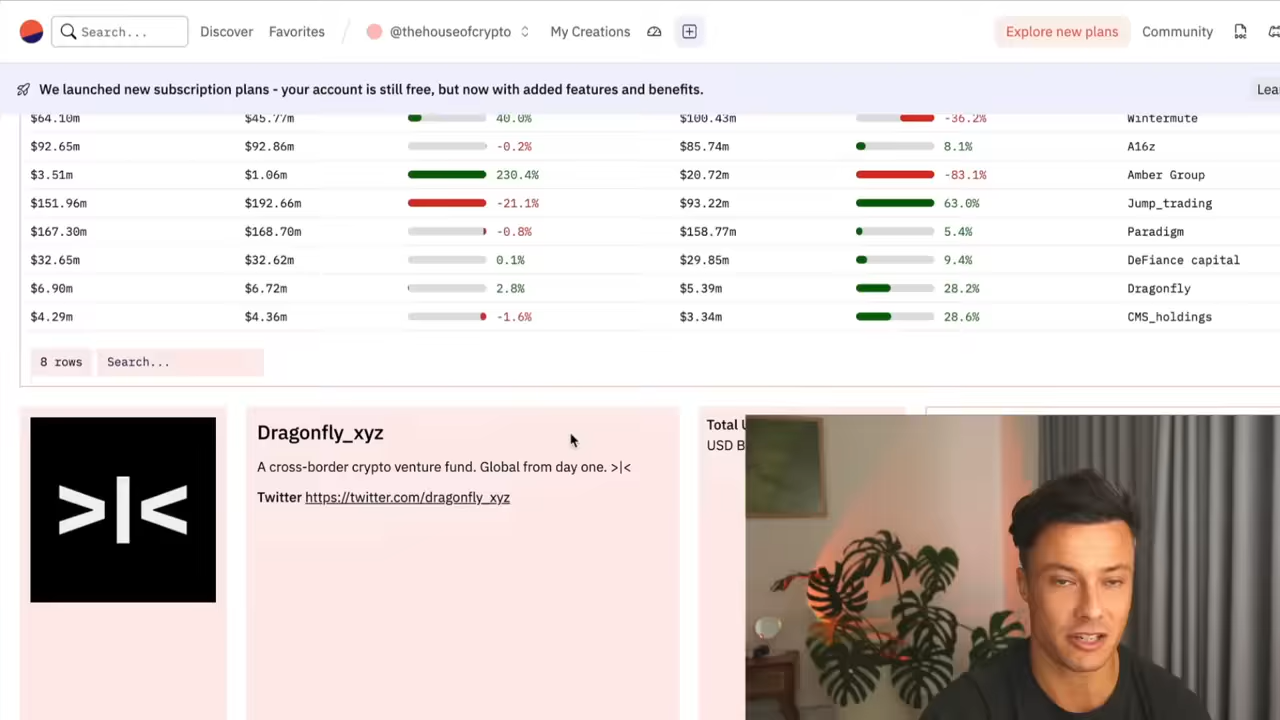 Search... Discover Favorites @thehouseofcrypto My Creations Explore new plans Community
We launched new subscription plans - your account is still free, but now with added features and benefits.
$64.10m $45.77m 40.0% $100.43m -36.2% Wintermute
$92.65m $92.86m -0.2% $85.74m 8.1% A16z
$3.51m $1.06m 230.4% $20.72m -83.1% Amber Group
$151.96m $192.66m -21.1% $93.22m 63.0% Jump_trading
$167.30m $168.70m -0.8% $158.77m 5.4% Paradigm
$32.65m $32.62m 0.1% $29.85m 9.4% DeFiance capital
$6.90m $6.72m 2.8% $5.39m 28.2% Dragonfly
$4.29m $4.36m -1.6% $3.34m 28.6% CMS_holdings
8 rows Search...
>|<
Dragonfly_xyz
A cross-border crypto venture fund. Global from day one. >|<
Twitter https://twitter.com/dragonfly_xyz
Total
USD